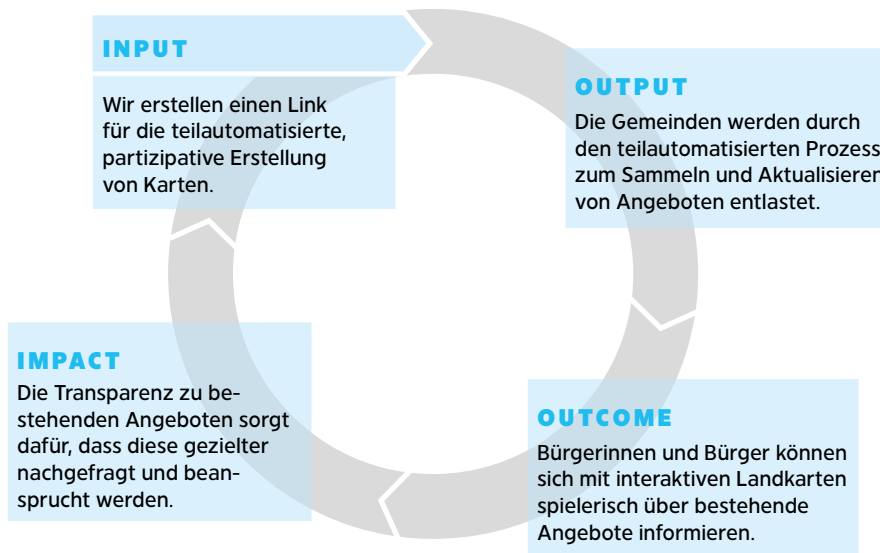 INPUT
Wir erstellen einen Link
für die teilautomatisierte,
partizipative Erstellung
von Karten.
OUTPUT
Die Gemeinden werden durch
den teilautomatisierten Prozess
zum Sammeln und Aktualisieren
von Angeboten entlastet.
OUTCOME
Bürgerinnen und Bürger können
sich mit interaktiven Landkarten
spielerisch über bestehende
Angebote informieren.
IMPACT
Die Transparenz zu be-
stehenden Angeboten sorgt
dafür, dass diese gezielter
nachgefragt und bean-
sprucht werden.